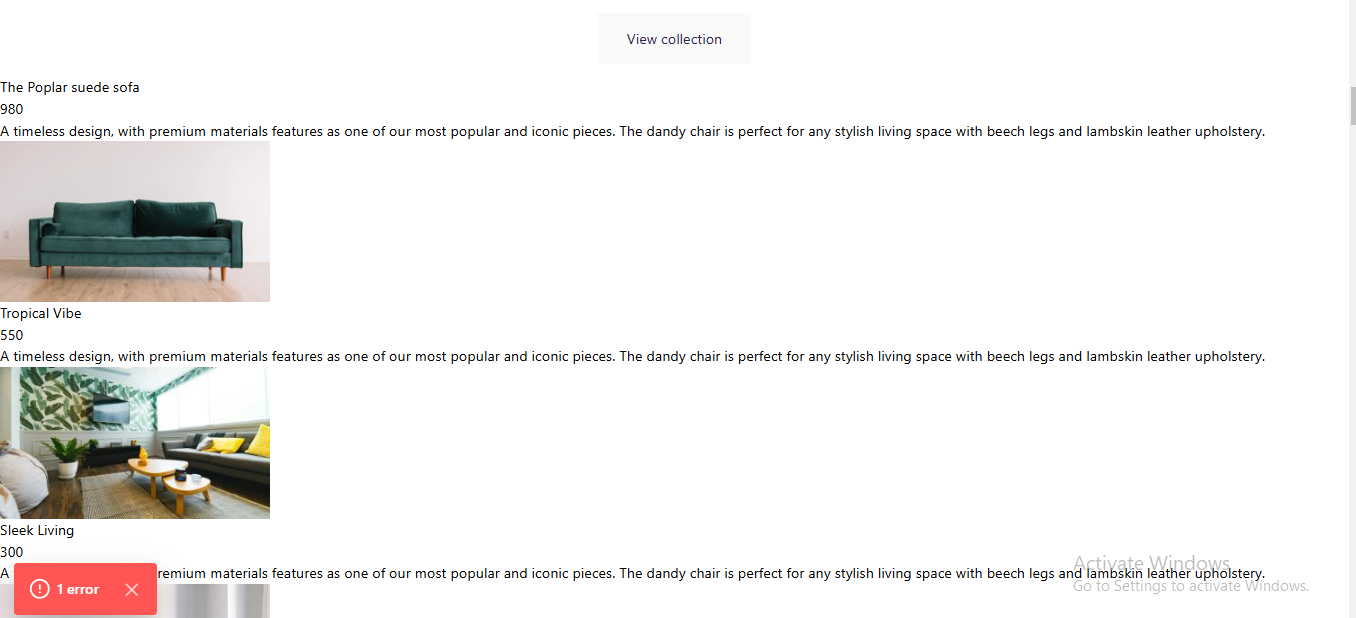 View collection
The Poplar suede sofa
980
A timeless design, with premium materials features as one of our most popular and iconic pieces. The dandy chair is perfect for any stylish living space with beech legs and lambskin leather upholstery.
Tropical Vibe
550
A timeless design, with premium materials features as one of our most popular and iconic pieces. The dandy chair is perfect for any stylish living space with beech legs and lambskin leather upholstery.
Sleek Living
300
A remium materials features as one of our most popular and iconic pieces. The dandy chair is perfect for any stylish living space with beech legs and lambskin leather upholstery.
1 error
Activate Windows
Go to Settings to activate Windows.